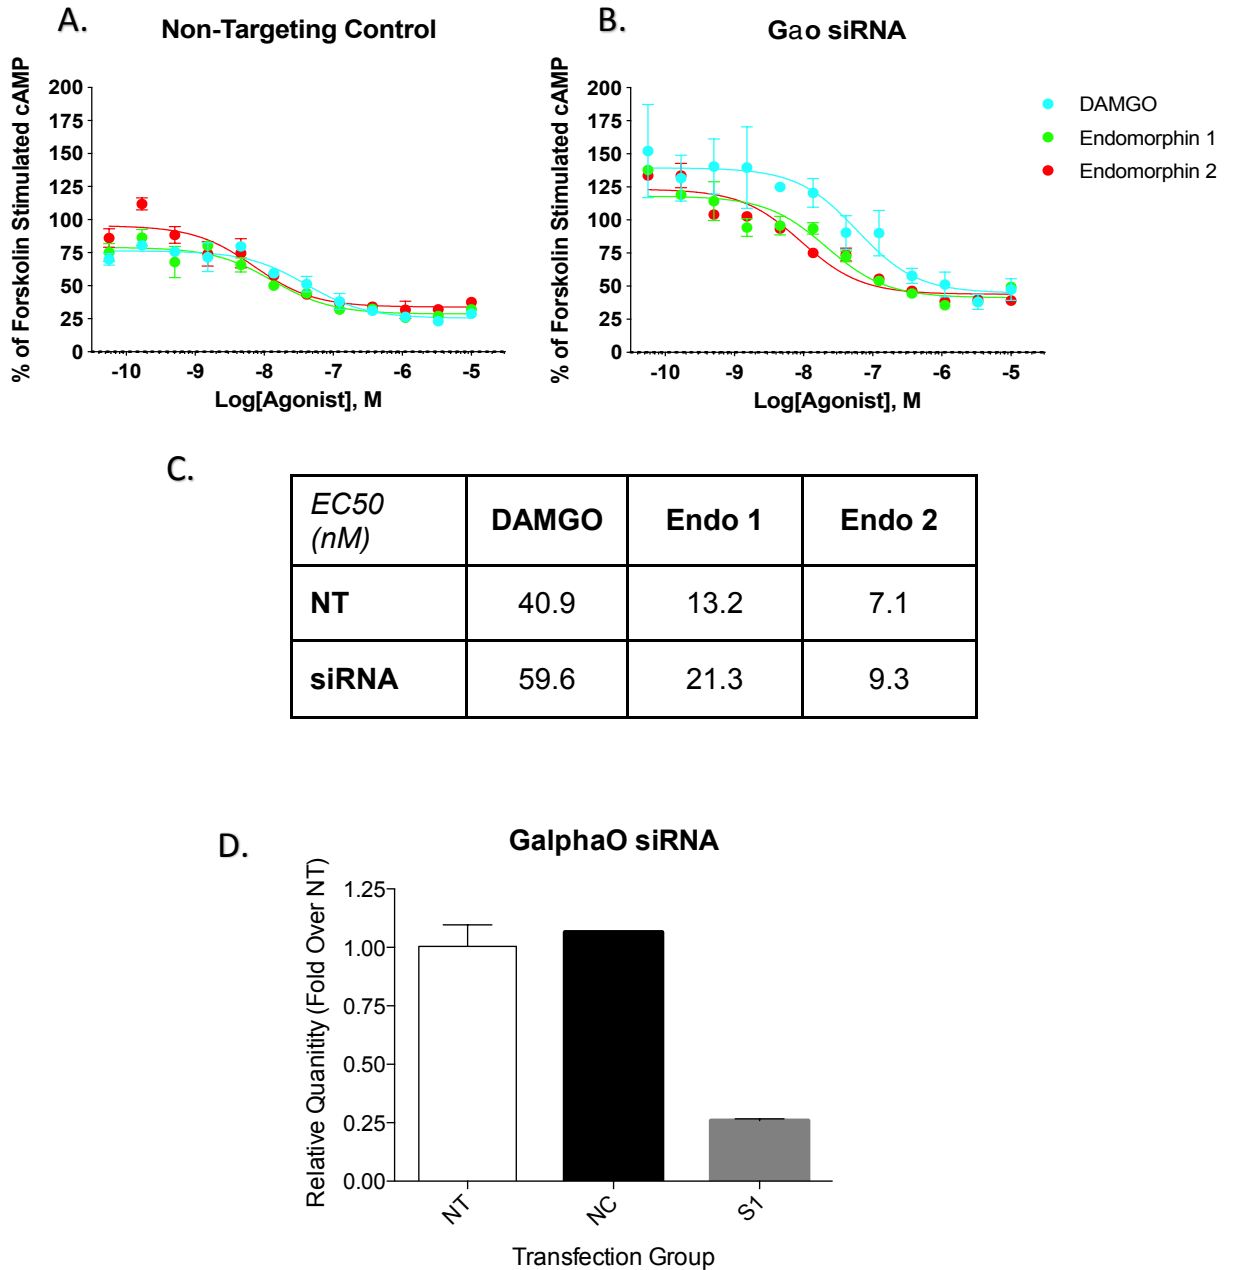 A.
Non-Targeting Control
% of Forskolin Stimulated cAMP
200
175
150
125
100
75
50
25
0
-10 -9 -8 -7 -6 -5
Log[Agonist], M
B.
Gao siRNA
% of Forskolin Stimulated cAMP
200
175
150
125
100
75
50
25
0
-10 -9 -8 -7 -6 -5
Log[Agonist], M
DAMGO
Endomorphin 1
Endomorphin 2
C.
EC50
(nM)
DAMGO
Endo 1
Endo 2
NT 40.9 13.2 7.1
siRNA 59.6 21.3 9.3
D.
GalphaO siRNA
Relative Quanitity (Fold Over NT)
1.25
1.00
0.75
0.50
0.25
0.00
NT NC S1
Transfection Group